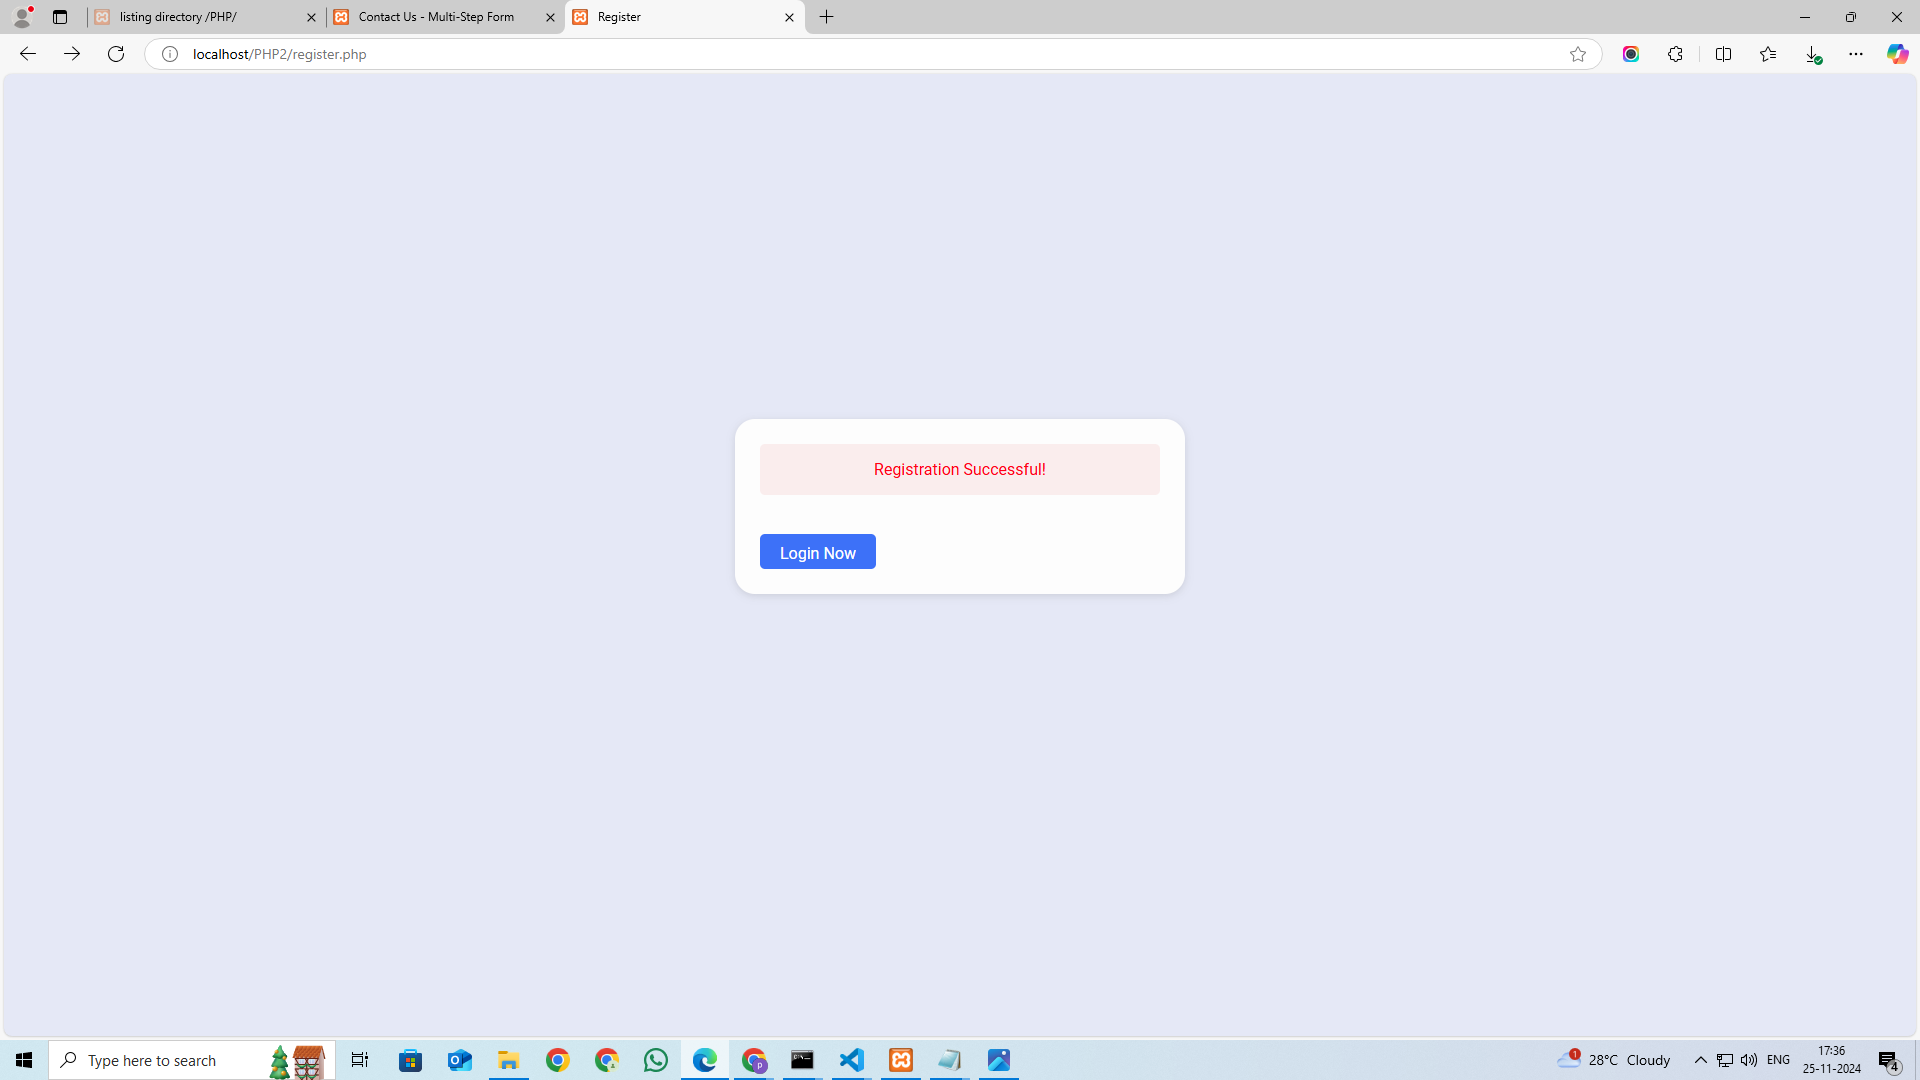 listing directory /PHP/
Contact Us - Multi-Step Form
Register
localhost/PHP2/register.php
Registration Successful!
Login Now
Type here to search
1
28°C Cloudy
ENG
17:36
25-11-2024
4